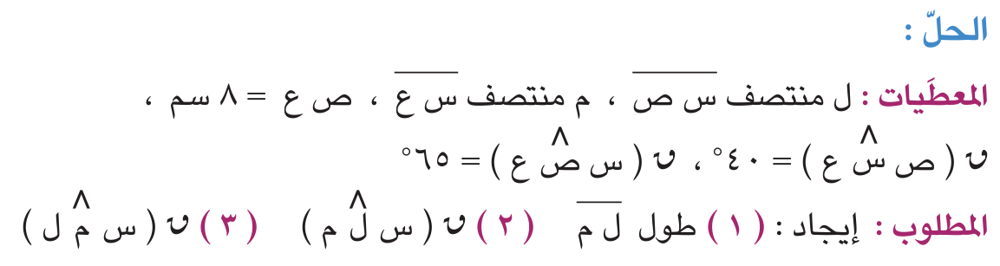 الحلّ :
المعطَيات : ل منتصف س ص ، م منتصف س ع ، ص ع = ٨ سم ،
ق ( ص س^ ع ) = ٤٠° ، ق ( س ص^ ع ) = ٦٥°
المطلوب : إيجاد : ( ١ ) طول ل م ( ٢ ) ق ( س ل^ م ) ( ٣ ) ق ( س م^ ل )